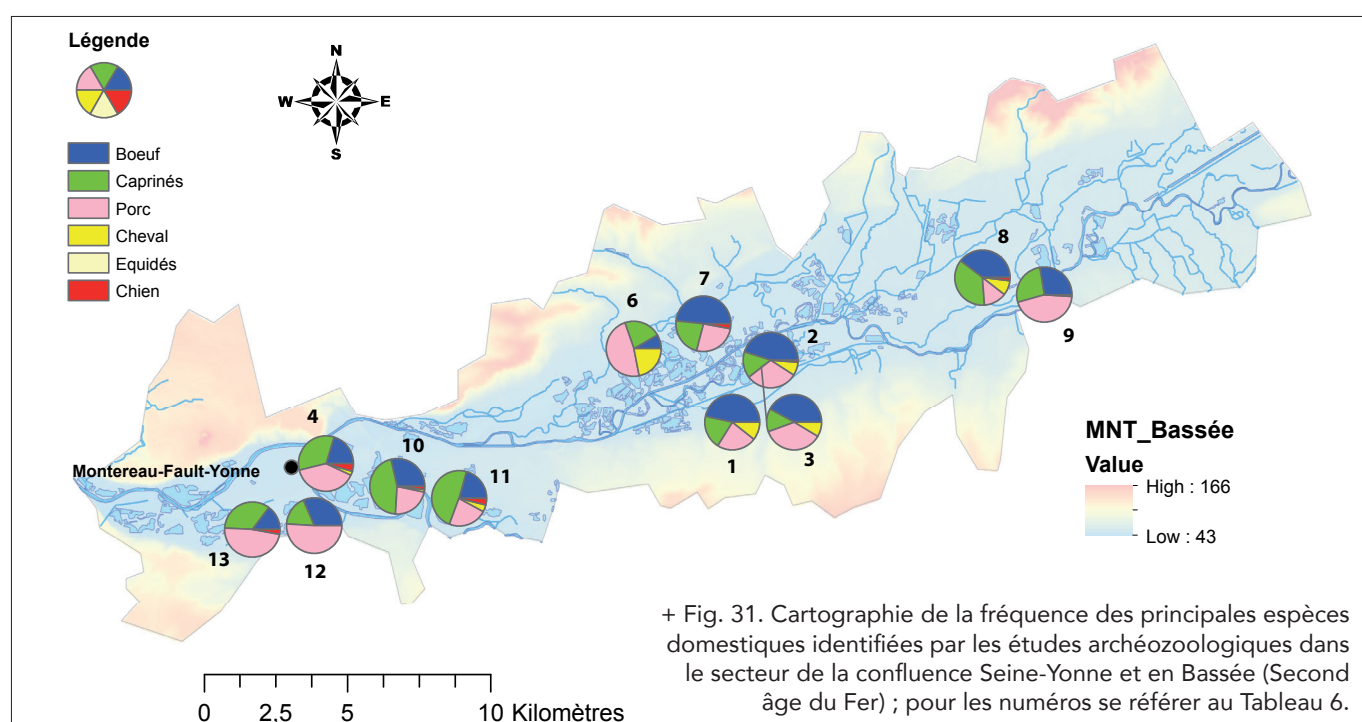 Légende
Boeuf
Caprinés
Porc
Cheval
Equidés
Chien
N
W E
S
8
7
9
6
2
4
10
1
3
11
Montereau-Fault-Yonne
13
12
MNT_Bassée
Value
High : 166
Low : 43
0 2,5 5 10 Kilomètres
+ Fig. 31. Cartographie de la fréquence des principales espèces
domestiques identifiées par les études archéozoologiques dans
le secteur de la confluence Seine-Yonne et en Bassée (Second
âge du Fer) ; pour les numéros se référer au Tableau 6.